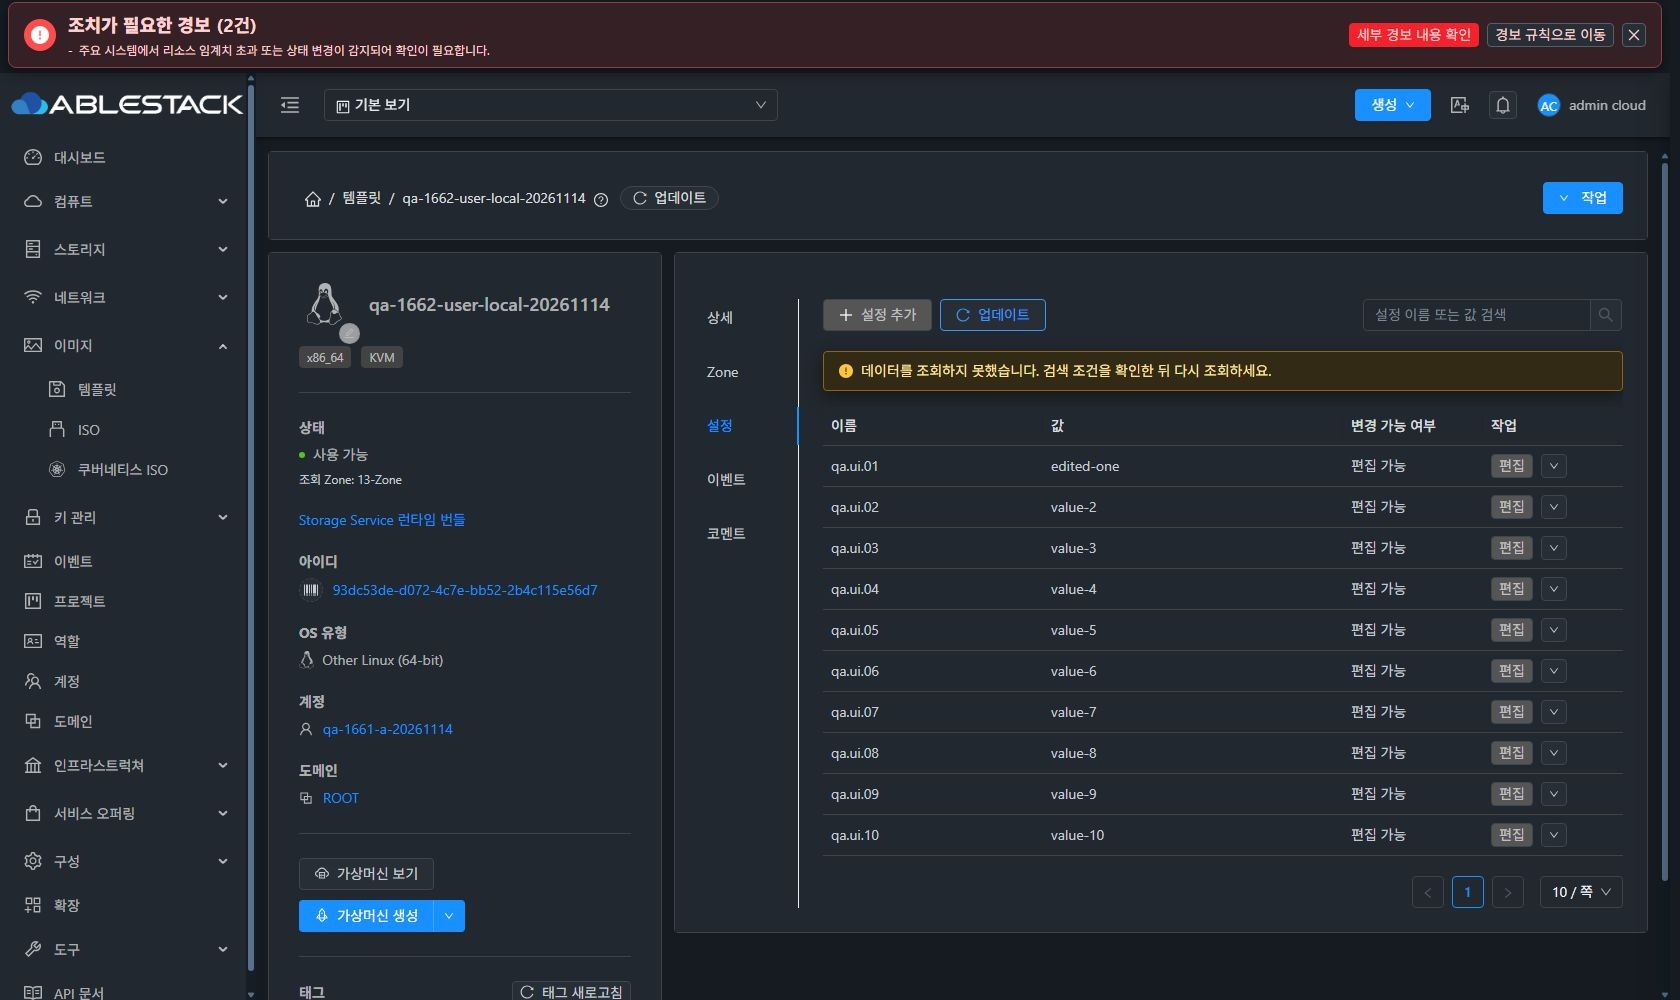 조치가 필요한 경보 (2건)
- 주요 시스템에서 리소스 임계치 초과 또는 상태 변경이 감지되어 확인이 필요합니다.
세부 경보 내용 확인
경보 규칙으로 이동
ABLESTACK
기본 보기
생성
AC
admin cloud
대시보드
컴퓨트
스토리지
네트워크
이미지
템플릿
ISO
쿠버네티스 ISO
키 관리
이벤트
프로젝트
역할
계정
도메인
인프라스트럭쳐
서비스 오퍼링
구성
확장
도구
API 문서
/ 템플릿 / qa-1662-user-local-20261114
업데이트
작업
qa-1662-user-local-20261114
x86_64
KVM
상태
사용 가능
조회 Zone: 13-Zone
Storage Service 런타임 번들
아이디
93dc53de-d072-4c7e-bb52-2b4c115e56d7
OS 유형
Other Linux (64-bit)
계정
qa-1661-a-20261114
도메인
ROOT
가상머신 보기
가상머신 생성
태그
태그 새로고침
상세
Zone
설정
이벤트
코멘트
설정 추가
업데이트
설정 이름 또는 값 검색
데이터를 조회하지 못했습니다. 검색 조건을 확인한 뒤 다시 조회하세요.
이름 값 변경 가능 여부 작업
qa.ui.01 edited-one 편집 가능 편집
qa.ui.02 value-2 편집 가능 편집
qa.ui.03 value-3 편집 가능 편집
qa.ui.04 value-4 편집 가능 편집
qa.ui.05 value-5 편집 가능 편집
qa.ui.06 value-6 편집 가능 편집
qa.ui.07 value-7 편집 가능 편집
qa.ui.08 value-8 편집 가능 편집
qa.ui.09 value-9 편집 가능 편집
qa.ui.10 value-10 편집 가능 편집
< 1 > 10 / 쪽